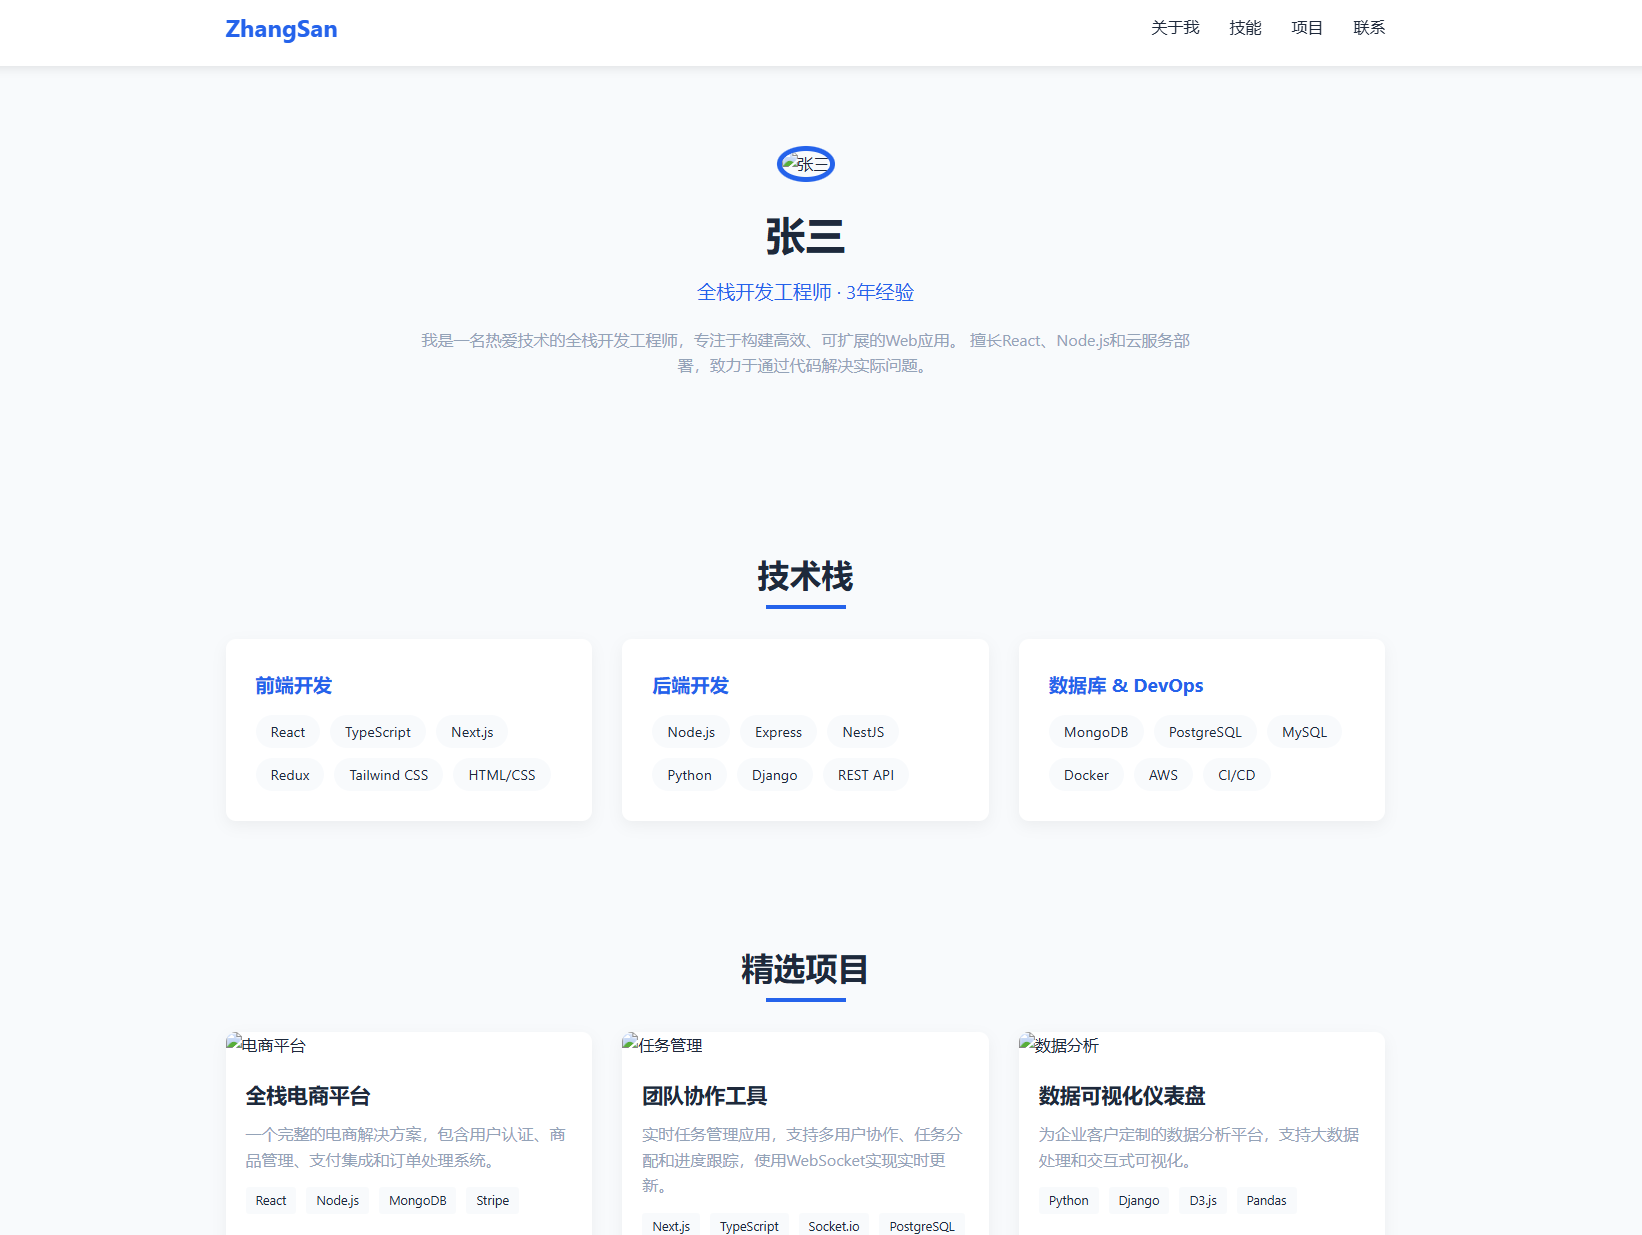 ZhangSan
关于我 技能 项目 联系
张三
张三
全栈开发工程师 · 3年经验
我是一名热爱技术的全栈开发工程师，专注于构建高效、可扩展的Web应用。 擅长React、Node.js和云服务部
署，致力于通过代码解决实际问题。
技术栈
前端开发
React TypeScript Next.js
Redux Tailwind CSS HTML/CSS
后端开发
Node.js Express NestJS
Python Django REST API
数据库 & DevOps
MongoDB PostgreSQL MySQL
Docker AWS CI/CD
精选项目
电商平台
全栈电商平台
一个完整的电商解决方案，包含用户认证、商
品管理、支付集成和订单处理系统。
React Node.js MongoDB Stripe
任务管理
团队协作工具
实时任务管理应用，支持多用户协作、任务分
配和进度跟踪，使用WebSocket实现实时更
新。
Next.js TypeScript Socket.io PostgreSQL
数据分析
数据可视化仪表盘
为企业客户定制的数据分析平台，支持大数据
处理和交互式可视化。
Python Django D3.js Pandas